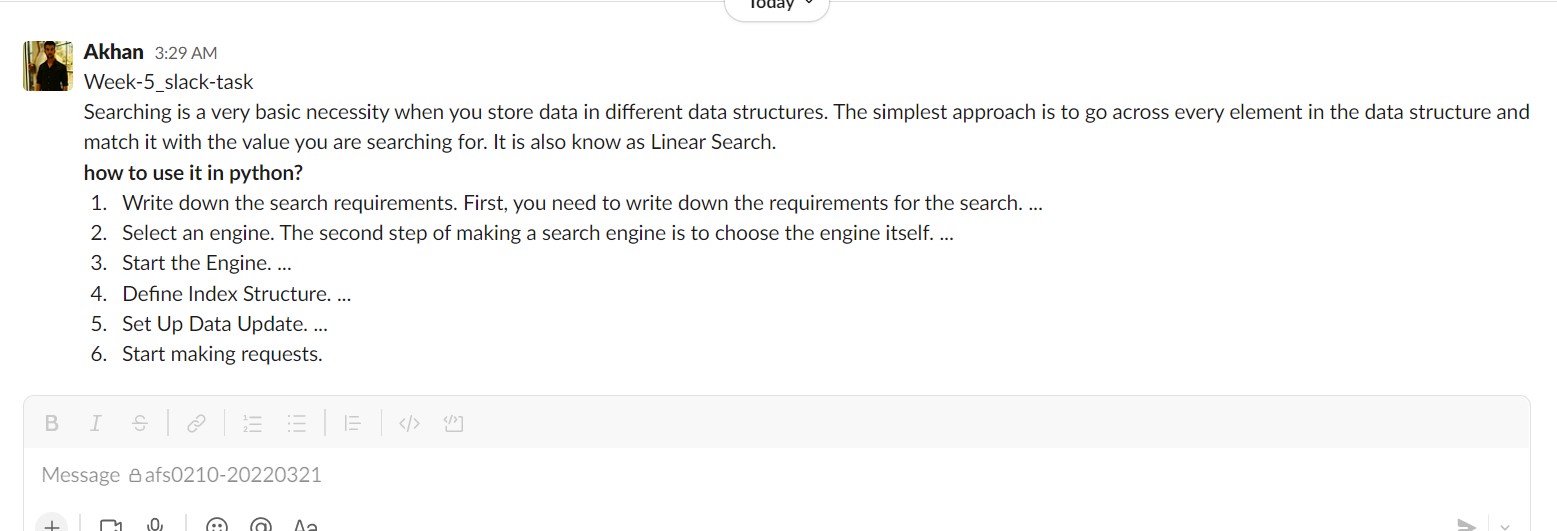 Today
Akhan 3:29 AM
Week-5_slack-task
Searching is a very basic necessity when you store data in different data structures. The simplest approach is to go across every element in the data structure and
match it with the value you are searching for. It is also know as Linear Search.
how to use it in python?
1. Write down the search requirements. First, you need to write down the requirements for the search. ...
2. Select an engine. The second step of making a search engine is to choose the engine itself. ...
3. Start the Engine. ...
4. Define Index Structure. ...
5. Set Up Data Update. ...
6. Start making requests.
B I S
Message afs0210-20220321
Aa